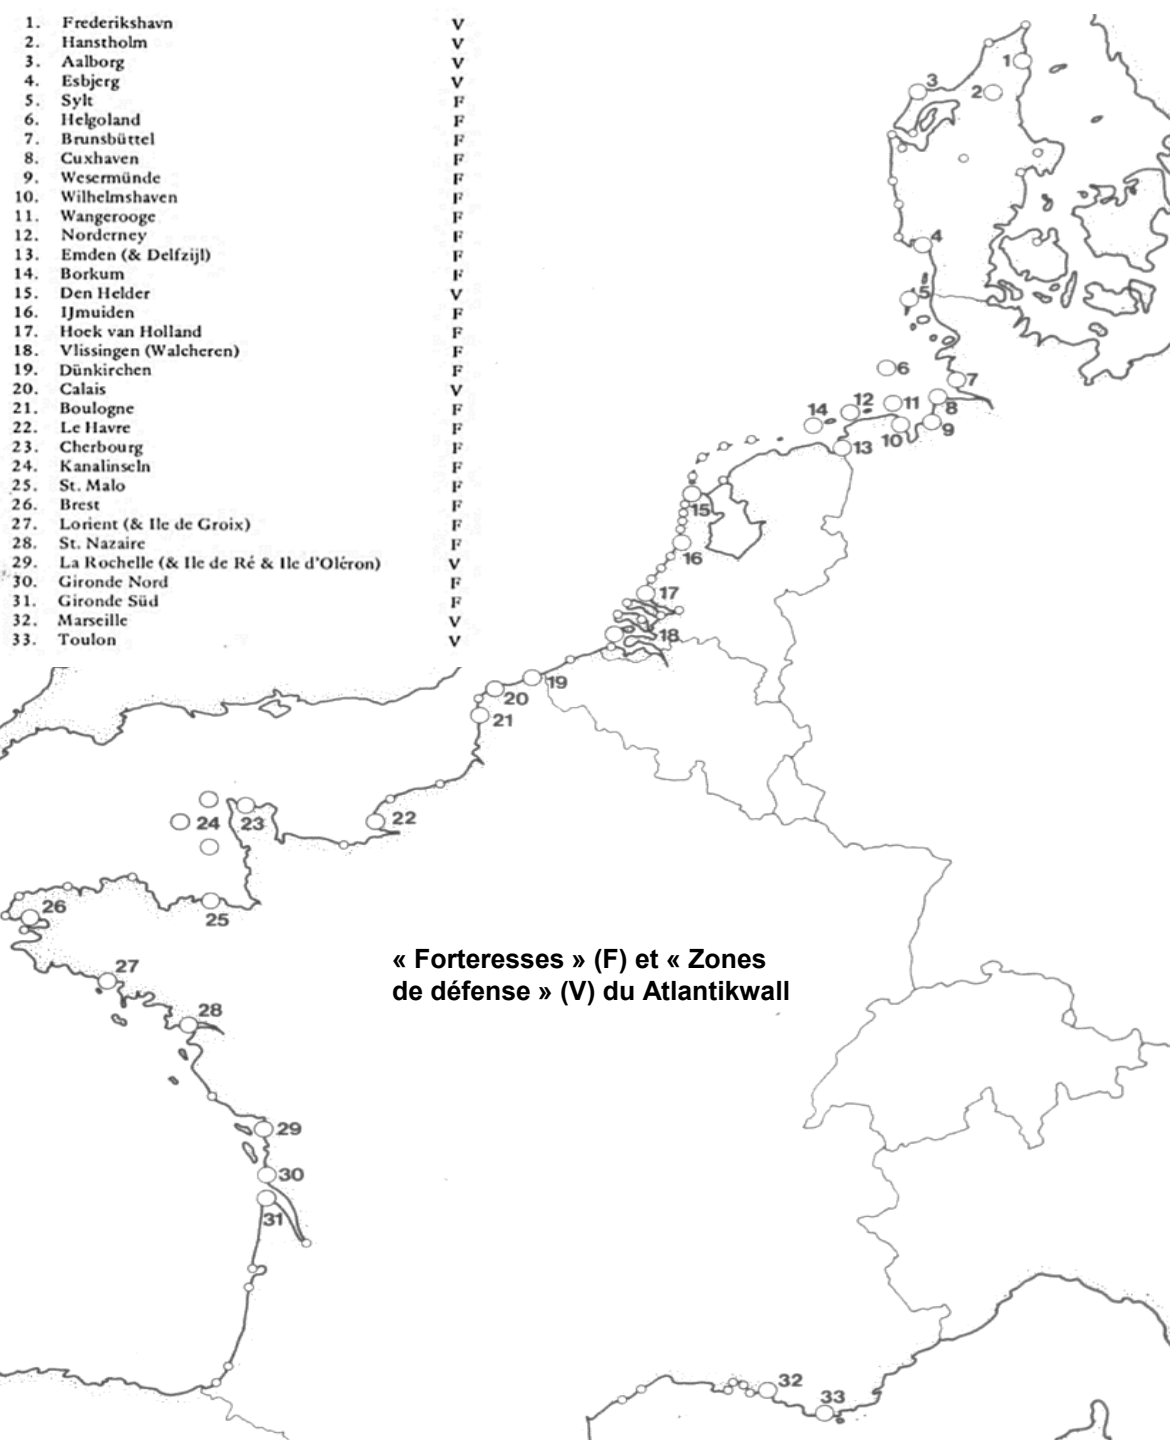 1. Frederikshavn V
2. Hanstholm V
3. Aalborg V
4. Esbjerg V
5. Sylt F
6. Helgoland F
7. Brunsbüttel F
8. Cuxhaven F
9. Wesermünde F
10. Wilhelmshaven F
11. Wangerooge F
12. Norderney F
13. Emden (& Delfzijl) F
14. Borkum F
15. Den Helder V
16. IJmuiden F
17. Hoek van Holland F
18. Vlissingen (Walcheren) F
19. Dünkirchen F
20. Calais V
21. Boulogne F
22. Le Havre F
23. Cherbourg F
24. Kanalinseln F
25. St. Malo F
26. Brest F
27. Lorient (& Ile de Groix) F
28. St. Nazaire F
29. La Rochelle (& Ile de Ré & Ile d'Oléron) V
30. Gironde Nord F
31. Gironde Süd F
32. Marseille V
33. Toulon V
1
3
2
4
5
6
7
12
11
8
14
10
9
13
15
16
17
18
19
20
21
24
23
22
26
25
27
28
« Forteresses » (F) et « Zones
de défense » (V) du Atlantikwall
29
30
31
32
33